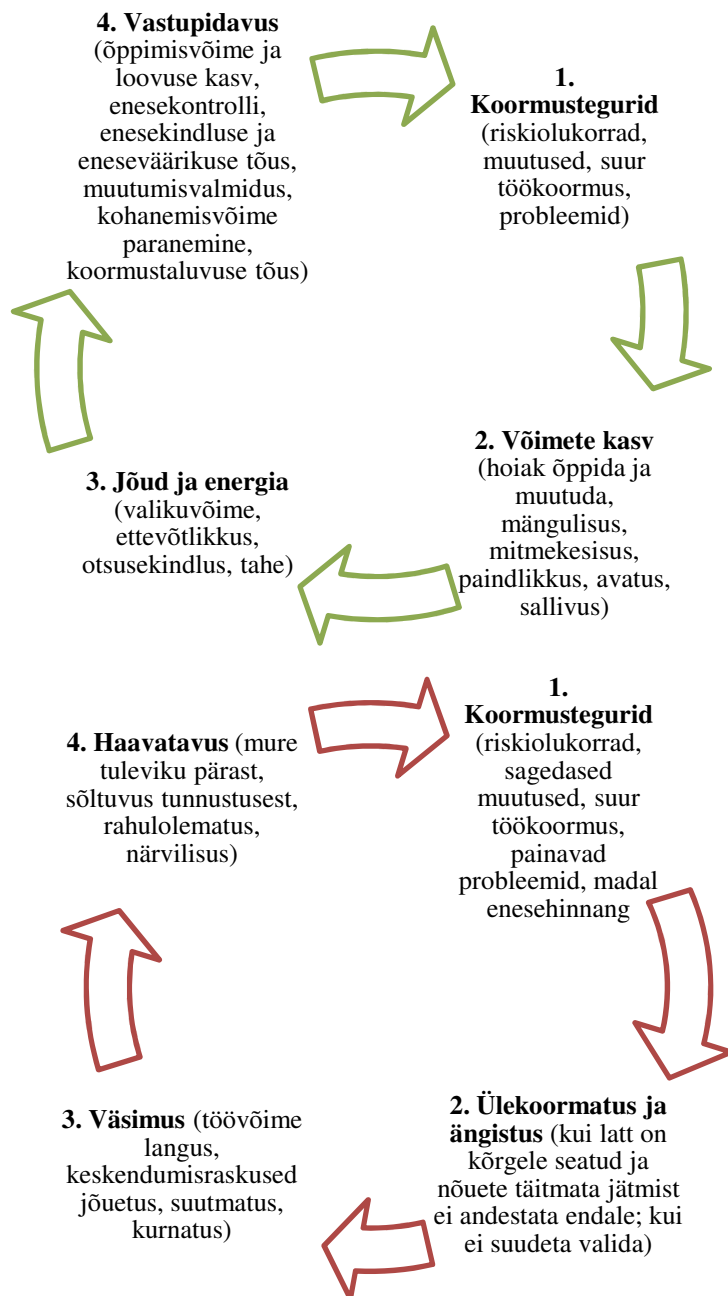 4. Vastupidavus
(õppimisvõime ja
loovuse kasv,
enesekontrolli,
enesekindluse ja
eneseväärikuse tõus,
muutumisvalmidus,
kohanemisvõime
paranemine,
koormustaluvuse tõus)
1.
Koormustegurid
(riskiolukorrad,
muutused, suur
töökoormus,
probleemid)
2. Võimete kasv
(hoiak õppida ja
muutuda,
mängulisus,
mitmekesisus,
paindlikkus, avatus,
sallivus)
3. Jõud ja energia
(valikuvõime,
ettevõtlikkus,
otsusekindlus, tahe)
1.
Koormustegurid
(riskiolukorrad,
sagedased
muutused, suur
töökoormus,
painavad
probleemid, madal
enesehinnang
2. Ülekoormatus ja
ängistus (kui latt on
kõrgele seatud ja
nõuete täitmata jätmist
ei andestata endale; kui
ei suudeta valida)
3. Väsimus (töövõime
langus,
keskendumisraskused
jõuetus, suutmatus,
kurnatus)
4. Haavatavus (mure
tuleviku pärast,
sõltuvus tunnustusest,
rahulolematus,
närvilisus)